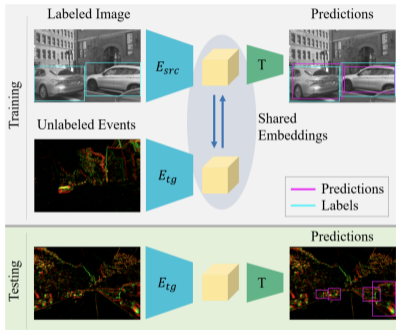 Labeled Image
Predictions
Training
E_src
T
Unlabeled Events
Shared
Embeddings
E_tg
Predictions
Labels
Testing
Predictions
E_tg
T